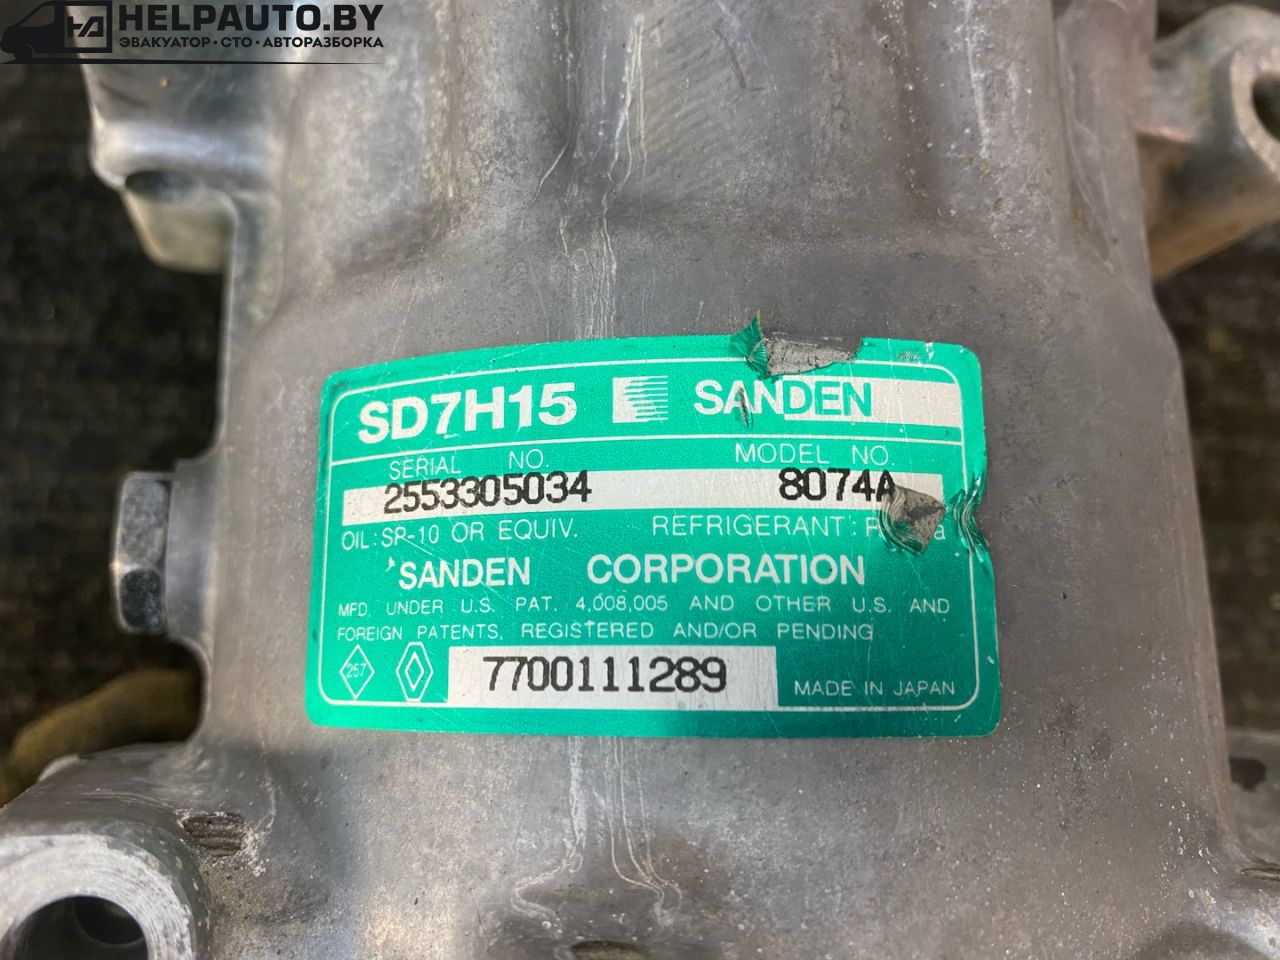 HELPAUTO.BY
ЭВАКУАТОР·СТО·АВТОРАЗБОРКА
SD7H15 SANDEN
SERIAL NO. MODEL NO.
2553305034 8074A
OIL:SP-10 OR EQUIV. REFRIGERANT:
SANDEN CORPORATION
MFD. UNDER U.S. PAT. 4,008,005 AND OTHER U.S. AND
FOREIGN PATENTS, REGISTERED AND/OR PENDING
257 7700111289 MADE IN JAPAN